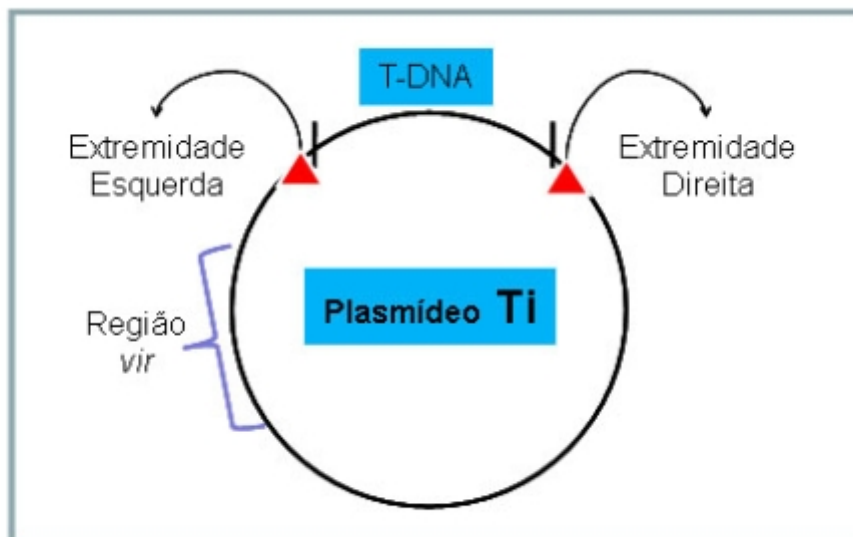 T-DNA
Extremidade
Esquerda
Extremidade
Direita
Região
vir
Plasmídeo Ti